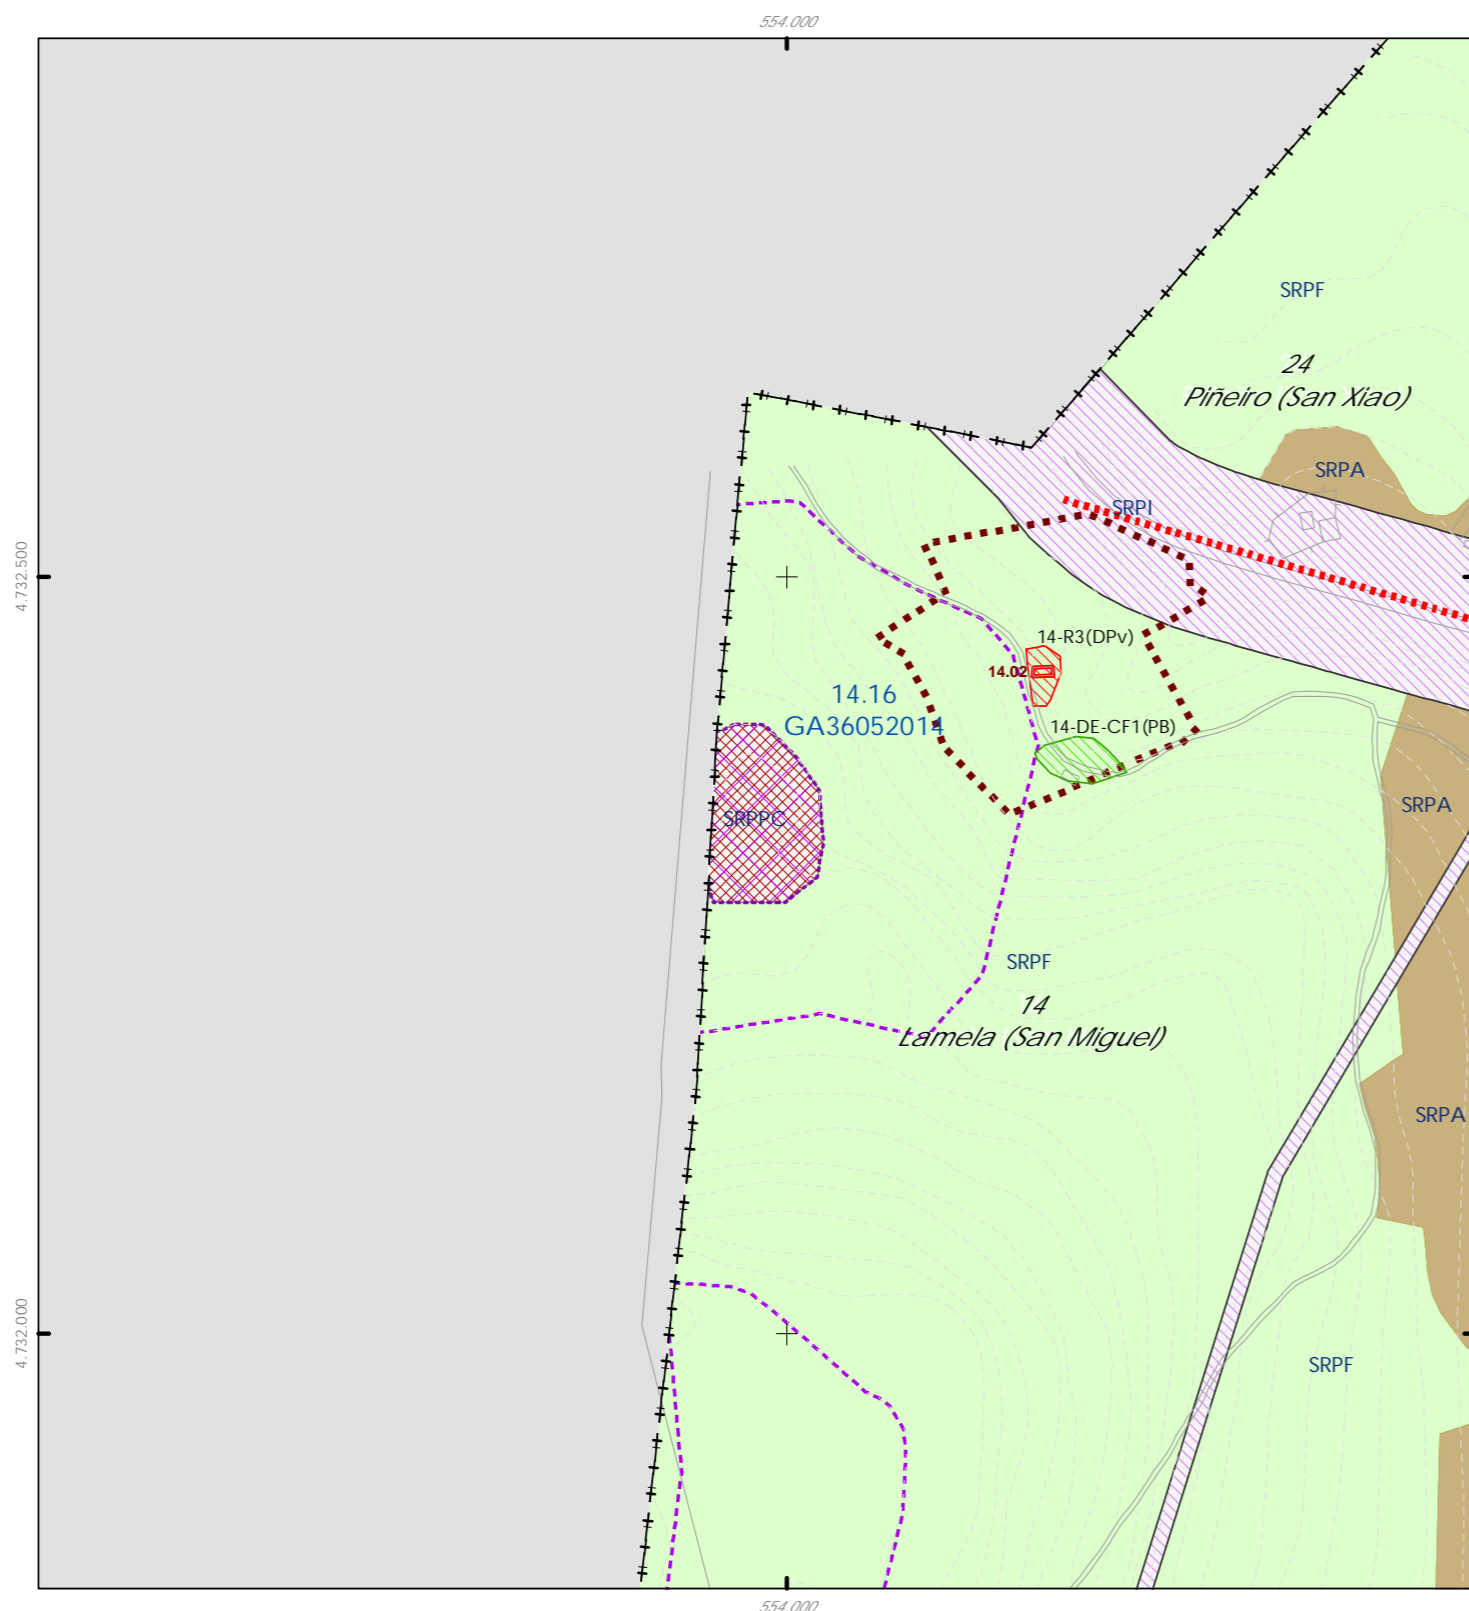 554.000
SRPF
24
Piñeiro (San Xiao)
SRPA
SRPI
4.732.500
14-R3(DPv)
14.02
14.16
GA36052014
14-DE-CF1(PB)
SRPA
SRPPC
SRPF
14
Lamela (San Miguel)
SRPA
4.732.000
SRPF
554.000